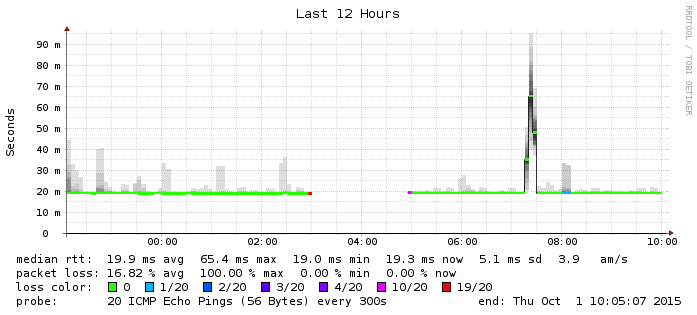 Last 12 Hours
RRDTOOL / TOBI OETIKER
Seconds
90 m
80 m
70 m
60 m
50 m
40 m
30 m
20 m
10 m
0
00:00 02:00 04:00 06:00 08:00 10:00
median rtt: 19.9 ms avg 65.4 ms max 19.0 ms min 19.3 ms now 5.1 ms sd 3.9 am/s
packet loss: 16.82 % avg 100.00 % max 0.00 % min 0.00 % now
loss color: 0 1/20 2/20 3/20 4/20 10/20 19/20
probe: 20 ICMP Echo Pings (56 Bytes) every 300s end: Thu Oct 1 10:05:07 2015